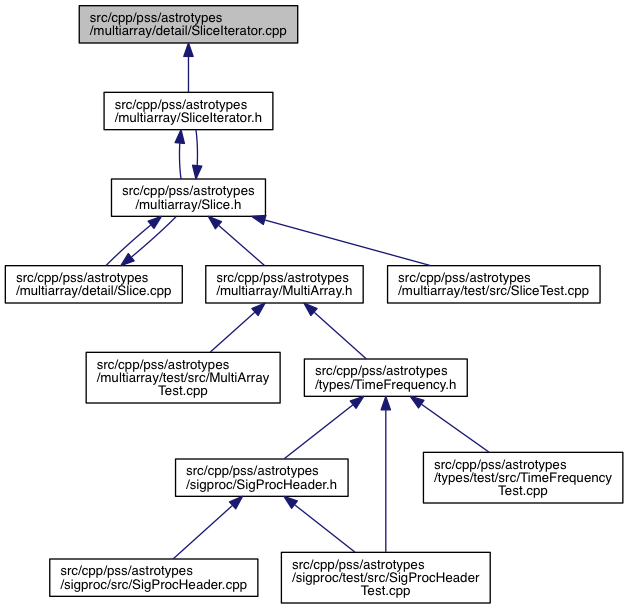 src/cpp/pss/astrotypes
/multiarray/detail/SliceIterator.cpp
src/cpp/pss/astrotypes
/multiarray/SliceIterator.h
src/cpp/pss/astrotypes
/multiarray/Slice.h
src/cpp/pss/astrotypes
/multiarray/detail/Slice.cpp
src/cpp/pss/astrotypes
/multiarray/MultiArray.h
src/cpp/pss/astrotypes
/multiarray/test/src/SliceTest.cpp
src/cpp/pss/astrotypes
/multiarray/test/src/MultiArray
Test.cpp
src/cpp/pss/astrotypes
/types/TimeFrequency.h
src/cpp/pss/astrotypes
/sigproc/SigProcHeader.h
src/cpp/pss/astrotypes
/types/test/src/TimeFrequency
Test.cpp
src/cpp/pss/astrotypes
/sigproc/src/SigProcHeader.cpp
src/cpp/pss/astrotypes
/sigproc/test/src/SigProcHeader
Test.cpp